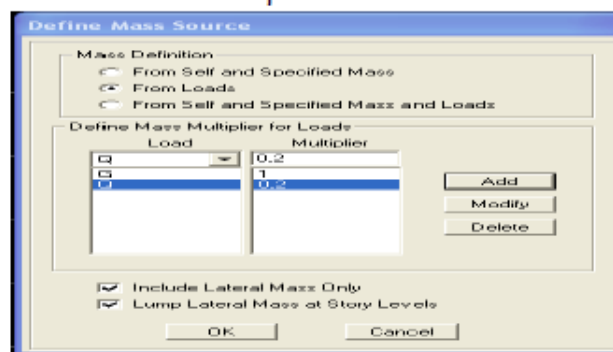 Define Mass Source
Mass Definition
From Self and Specified Mass
From Loads
From Self and Specified Mass and Loads
Define Mass Multiplier for Loads
Load Multiplier
Q 0.2
G 1
Q 0.2
Add
Modify
Delete
Include Lateral Mass Only
Lump Lateral Mass at Story Levels
OK Cancel